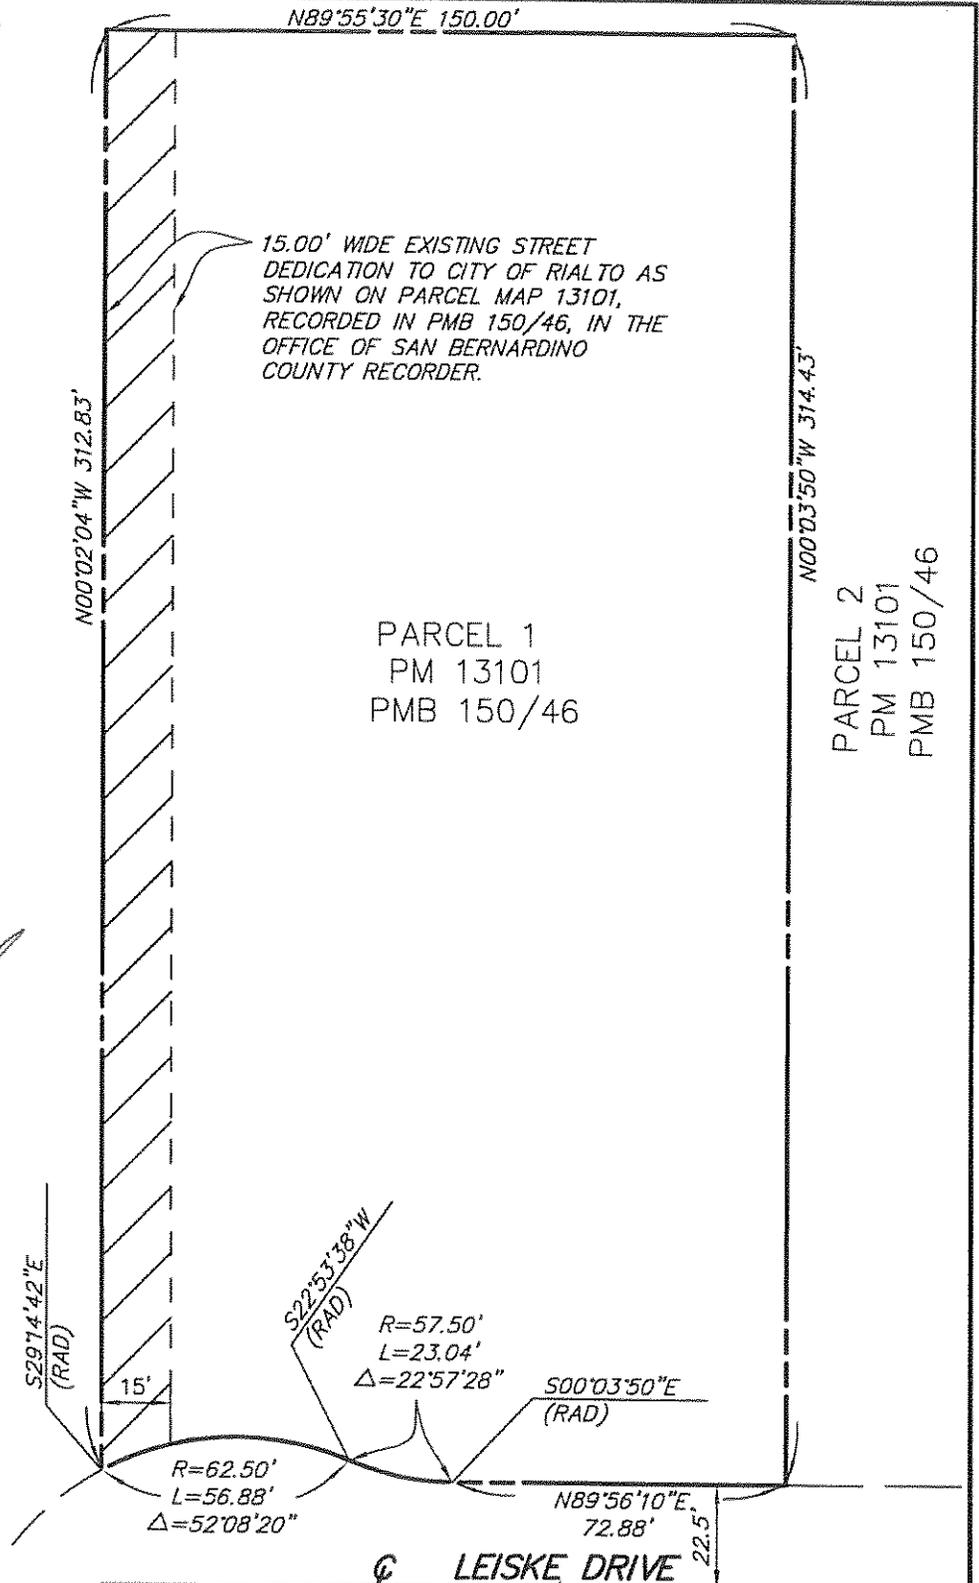 N89°55'30"E 150.00'
15.00' WIDE EXISTING STREET
DEDICATION TO CITY OF RIALTO AS
SHOWN ON PARCEL MAP 13101,
RECORDED IN PMB 150/46, IN THE
OFFICE OF SAN BERNARDINO
COUNTY RECORDER.
N00°02'04"W 312.83'
N00°03'50"W 314.43'
PARCEL 1
PM 13101
PMB 150/46
PARCEL 2
PM 13101
PMB 150/46
S29°14'42"E
(RAD)
15'
S22°53'38"W
(RAD)
R=57.50'
L=23.04'
△=22°57'28"
S00°03'50"E
(RAD)
R=62.50'
L=56.88'
△=52°08'20"
N89°56'10"E
72.88'
22.5'
℄ LEISKE DRIVE